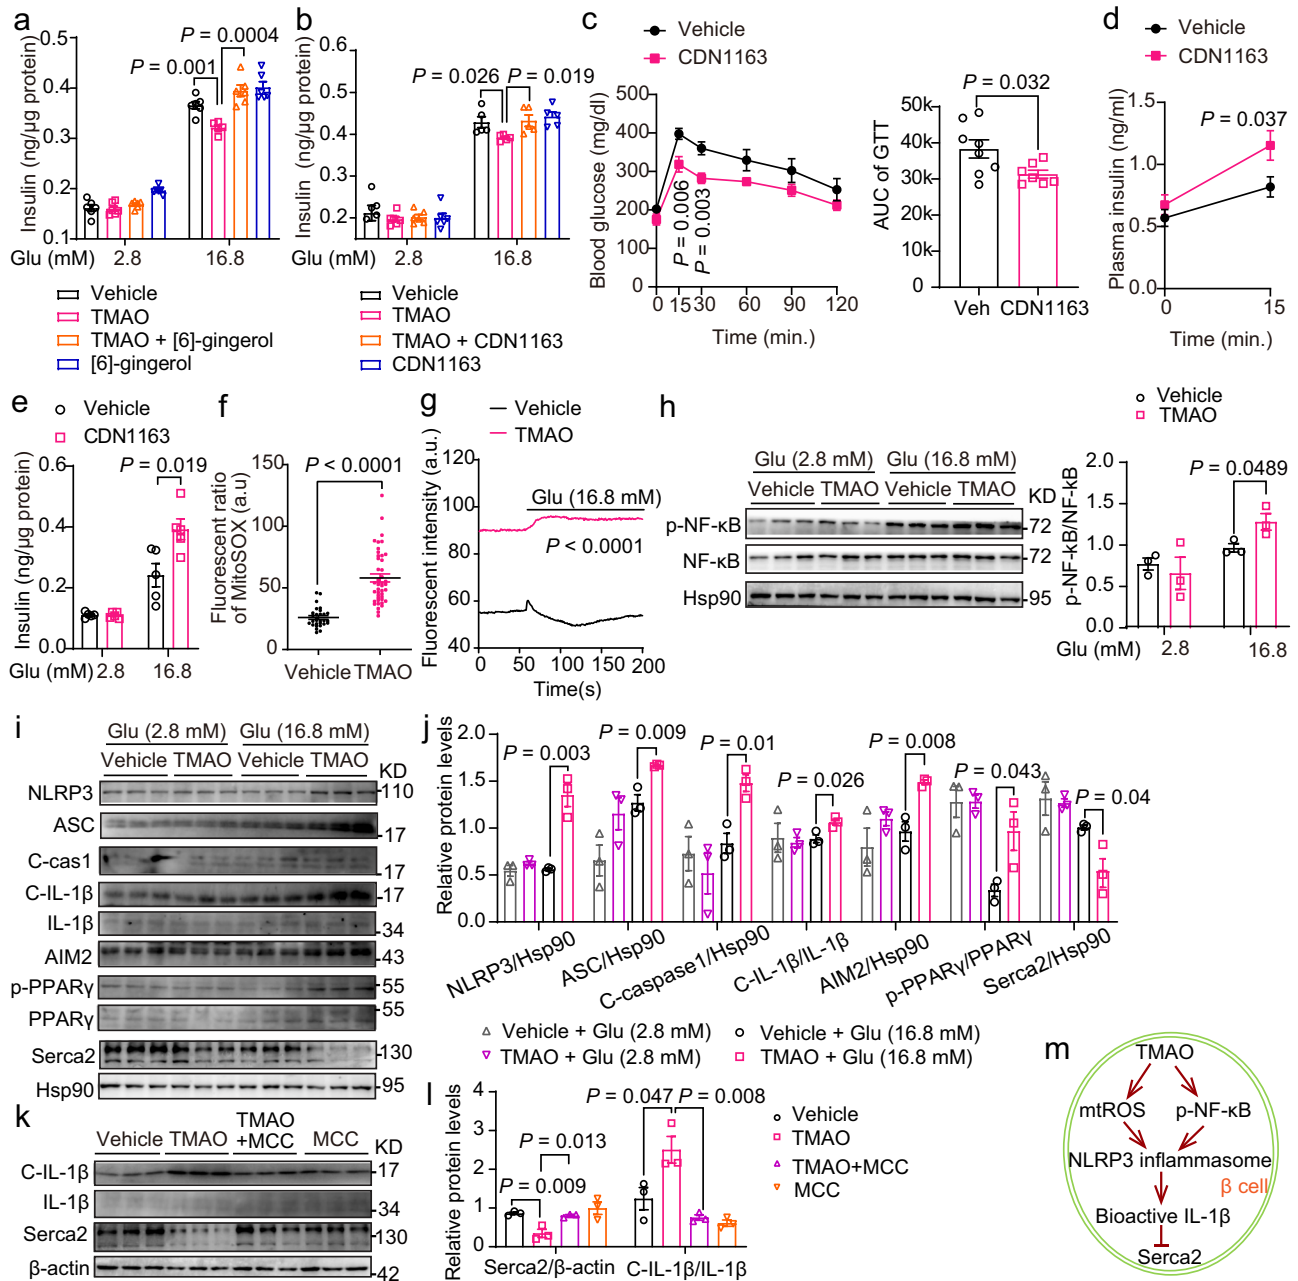 a
Insulin (ng/μg protein)
0.5
0.4
0.3
0.2
0.1
P = 0.0004
P = 0.001
Glu (mM)
2.8
16.8
Vehicle
TMAO
TMAO + [6]-gingerol
[6]-gingerol
b
Insulin (ng/μg protein)
0.6
0.5
0.4
0.3
0.2
P = 0.026
P = 0.019
Glu (mM)
2.8
16.8
Vehicle
TMAO
TMAO + CDN1163
CDN1163
c
Vehicle
CDN1163
Blood glucose (mg/dl)
500
400
300
200
100
0
P = 0.006
P = 0.003
0 15 30 60 90 120
Time (min.)
AUC of GTT
50k
40k
30k
20k
10k
0
P = 0.032
Veh CDN1163
d
Vehicle
CDN1163
Plasma insulin (ng/ml)
1.5
1.0
0.5
0.0
P = 0.037
0 15
Time (min.)
e
Vehicle
CDN1163
Insulin (ng/μg protein)
0.6
0.4
0.2
0.0
P = 0.019
Glu (mM)
2.8
16.8
f
Fluorescent ratio
of MitoSOX (a.u)
150
100
50
0
P < 0.0001
Vehicle TMAO
g
Vehicle
TMAO
Fluorescent intensity (a.u.)
120
100
80
60
40
Glu (16.8 mM)
P < 0.0001
0 50 100 150 200
Time(s)
h
Glu (2.8 mM) Glu (16.8 mM)
Vehicle TMAO Vehicle TMAO KD
p-NF-κB 72
NF-κB 72
Hsp90 95
Vehicle
TMAO
p-NF-kB/NF-kB
2.0
1.5
1.0
0.5
0.0
P = 0.0489
Glu (mM)
2.8
16.8
i
Glu (2.8 mM) Glu (16.8 mM)
Vehicle TMAO Vehicle TMAO KD
NLRP3 110
ASC 17
C-cas1 17
C-IL-1β 17
IL-1β 34
AIM2 43
p-PPARγ 55
PPARγ 55
Serca2 130
Hsp90 95
j
Relative protein levels
2.0
1.5
1.0
0.5
0.0
P = 0.003
P = 0.009
P = 0.01
P = 0.026
P = 0.008
P = 0.043
P = 0.04
NLRP3/Hsp90
ASC/Hsp90
C-caspase1/Hsp90
C-IL-1β/IL-1β
AIM2/Hsp90
p-PPARγ/PPARγ
Serca2/Hsp90
Vehicle + Glu (2.8 mM) Vehicle + Glu (16.8 mM)
TMAO + Glu (2.8 mM) TMAO + Glu (16.8 mM)
k
Vehicle TMAO TMAO
+MCC MCC KD
C-IL-1β 17
IL-1β 34
Serca2 130
β-actin 42
l
Relative protein levels
4
3
2
1
0
P = 0.047
P = 0.008
P = 0.013
P = 0.009
Serca2/β-actin C-IL-1β/IL-1β
Vehicle
TMAO
TMAO+MCC
MCC
m
TMAO
mtROS p-NF-κB
NLRP3 inflammasome
β cell
Bioactive IL-1β
Serca2